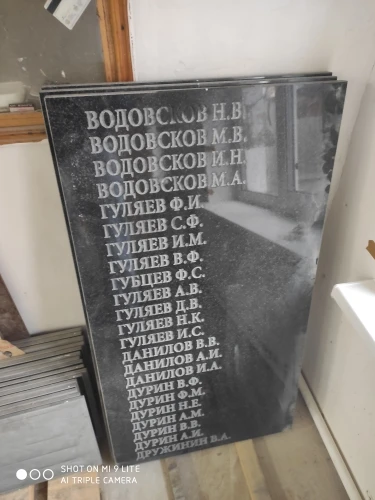 ВОДОВСКОВ Н.В.
ВОДОВСКОВ М.В.
ВОДОВСКОВ И.Н.
ВОДОВСКОВ М.А.
ГУЛЯЕВ Ф.И.
ГУЛЯЕВ С.Ф.
ГУЛЯЕВ И.М.
ГУЛЯЕВ В.Ф.
ГУБЦЕВ Ф.С.
ГУЛЯЕВ А.В.
ГУЛЯЕВ Д.В.
ГУЛЯЕВ Н.К.
ГУЛЯЕВ И.С.
ДАНИЛОВ В.В.
ДАНИЛОВ А.И.
ДАНИЛОВ И.А.
ДУРИН В.Ф.
ДУРИН Ф.М.
ДУРИН Н.Е.
ДУРИН А.М.
ДУРИН В.В.
ДУРИН А.И.
ДРУЖИНИН В.А.
SHOT ON MI 9 LITE
AI TRIPLE CAMERA